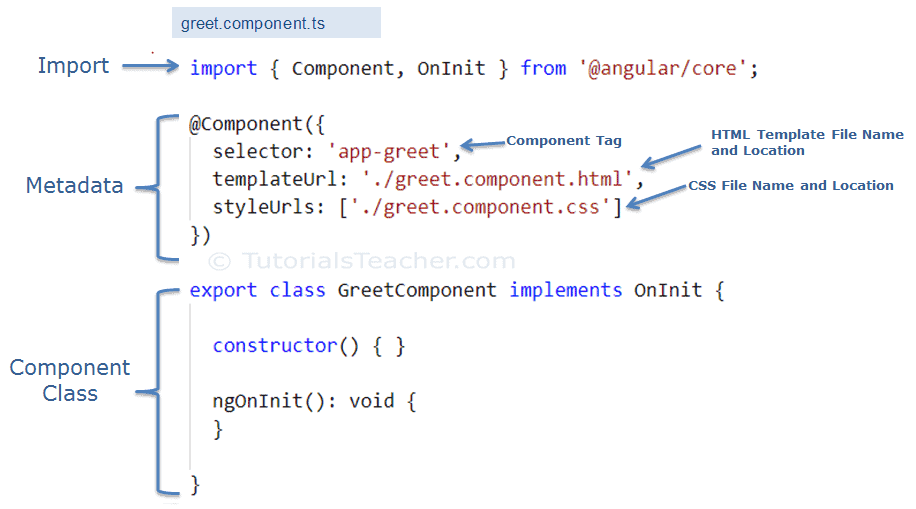 greet.component.ts
Import
import { Component, OnInit } from '@angular/core';
Metadata
@Component({
selector: 'app-greet',
Component Tag
templateUrl: './greet.component.html',
HTML Template File Name
and Location
styleUrls: ['./greet.component.css']
CSS File Name and Location
})
© TutorialsTeacher.com
Component
Class
export class GreetComponent implements OnInit {
constructor() { }
ngOnInit(): void {
}
}